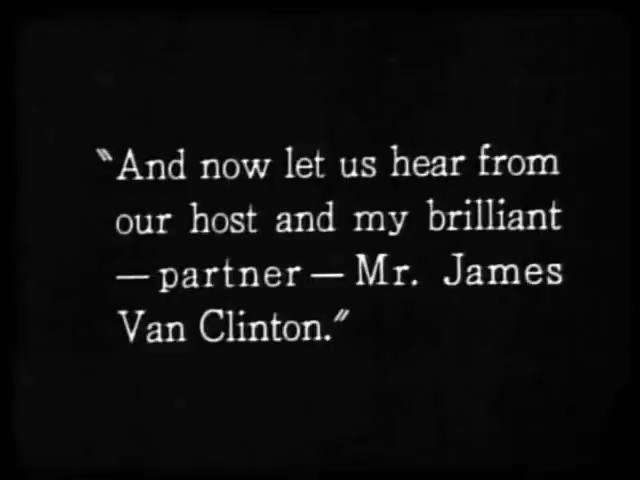 "And now let us hear from
our host and my brilliant
—partner—Mr. James
Van Clinton."